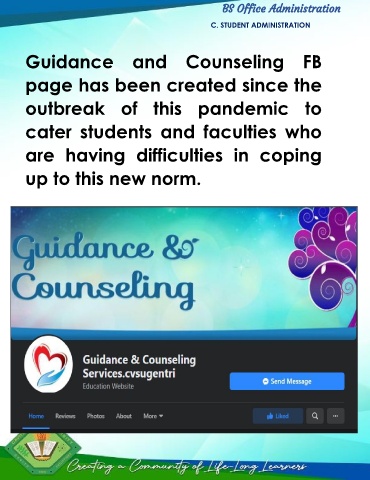 BS Office Administration
C. STUDENT ADMINISTRATION
Guidance and Counseling FB
page has been created since the
outbreak of this pandemic to
cater students and faculties who
are having difficulties in coping
up to this new norm.
Guidance &
Counseling
Guidance & Counseling
Services.cvsugentri
Education Website
Send Message
Home Reviews Photos About More
Liked
Creating a Community of Life-Long Learners